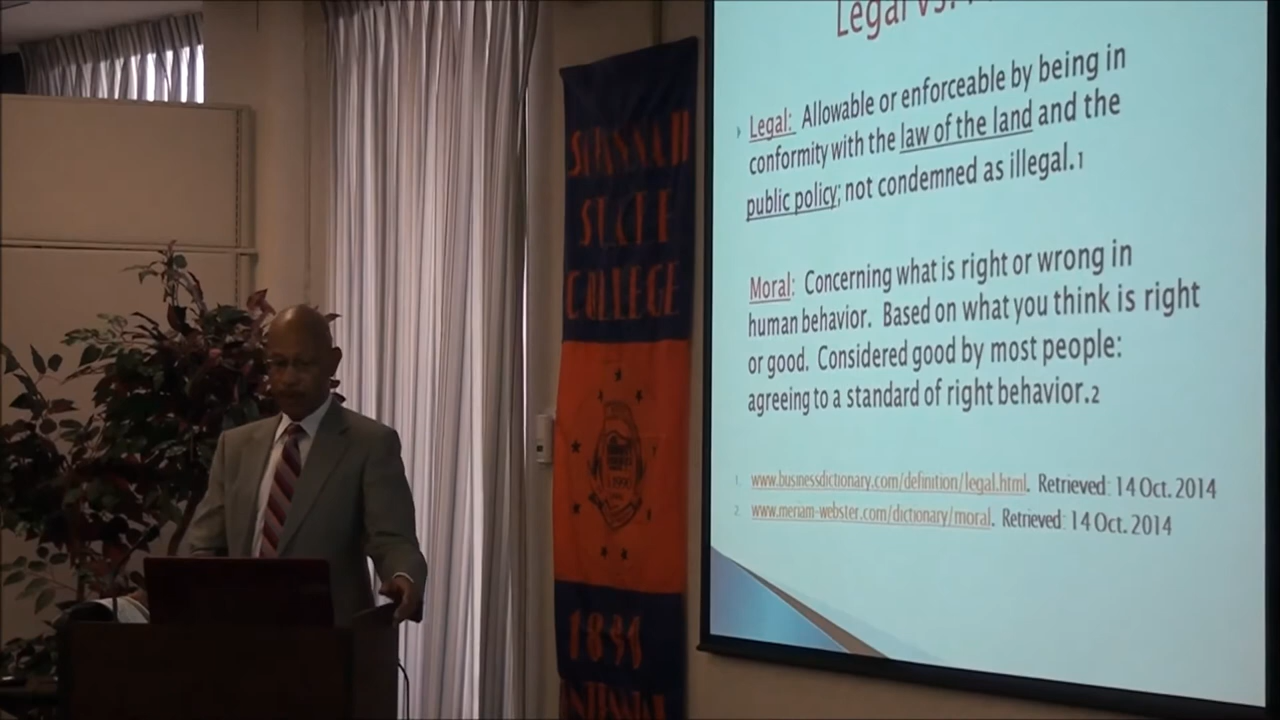 Legal vs.
Legal: Allowable or enforceable by being in
conformity with the law of the land and the
public policy; not condemned as illegal.1
Moral: Concerning what is right or wrong in
human behavior. Based on what you think is right
or good. Considered good by most people:
agreeing to a standard of right behavior.2
1. www.businessdictionary.com/definition/legal.html. Retrieved: 14 Oct. 2014
2. www.meriam-webster.com/dictionary/moral. Retrieved: 14 Oct. 2014
STATE
COLLEGE